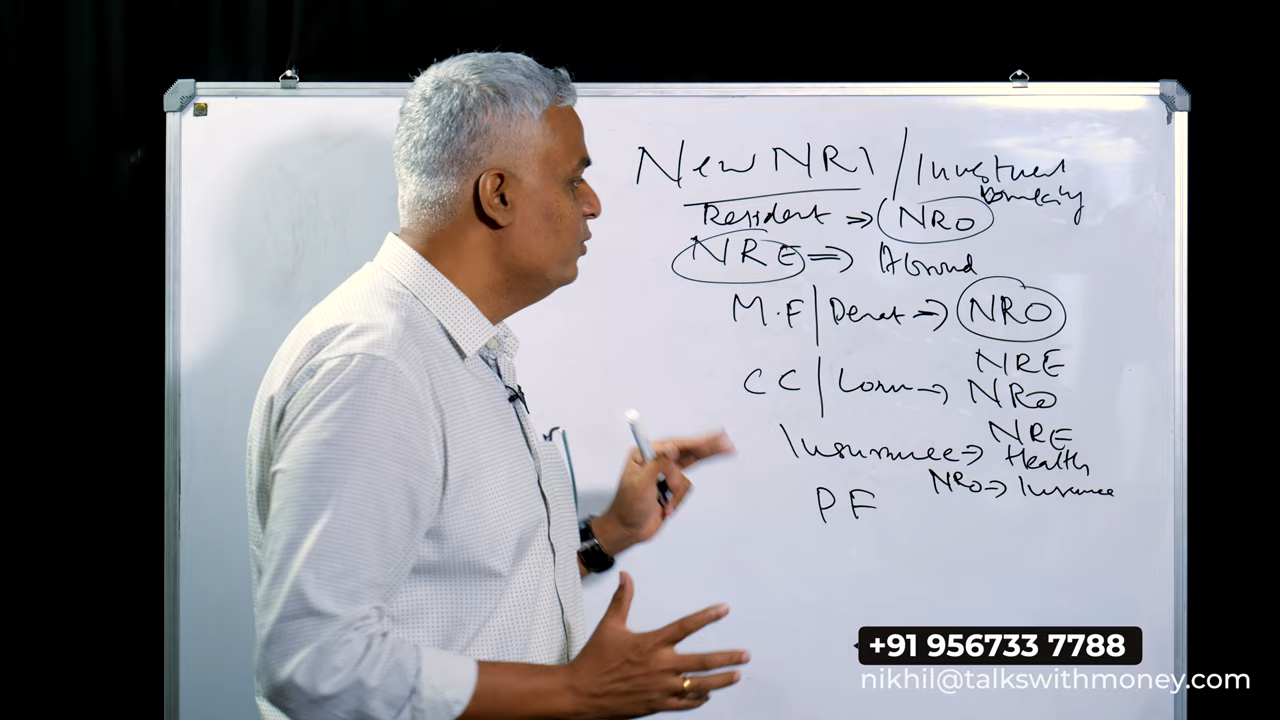 New NRI / Investment
Resident ⇒ NRO
NRE ⇒ Abroad
M.F | Demat → NRO
CC | Loan → NRE
NRO
Insurance → NRE
Health
NRO → Insurance
PF
+91 956733 7788
nikhil@talkswithmoney.com